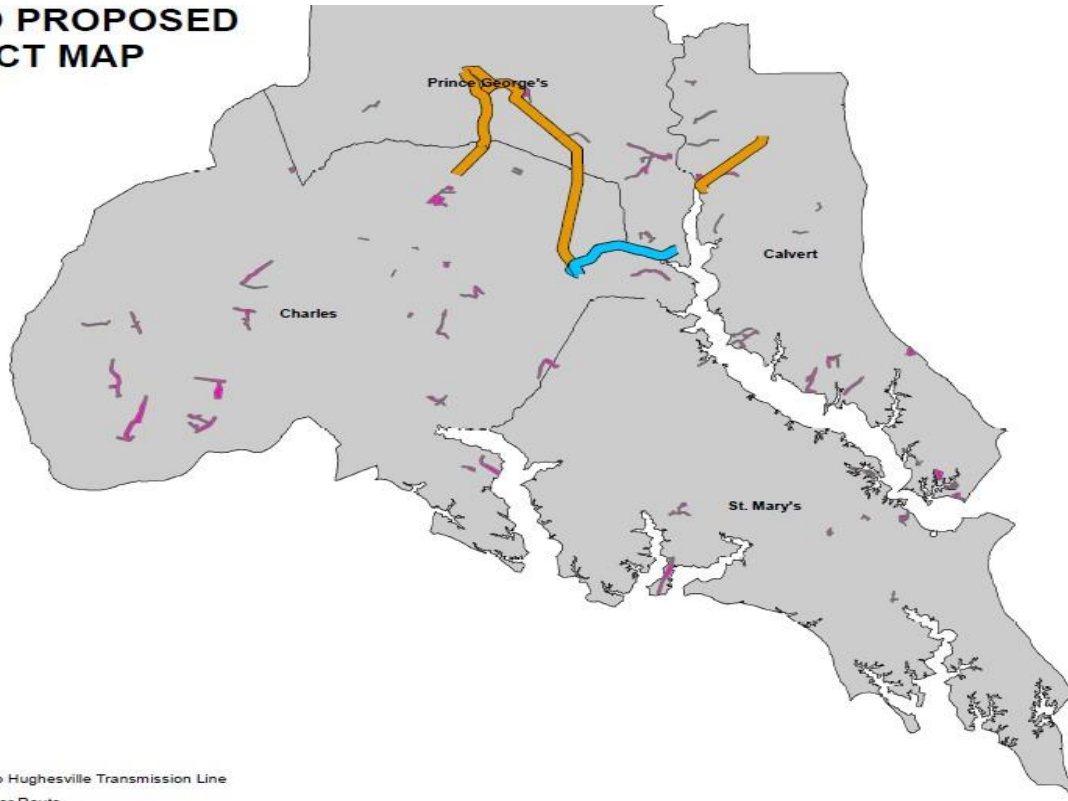 PROPOSED
CT MAP
Prince George's
Calvert
Charles
St. Mary's
Hughesville Transmission Line